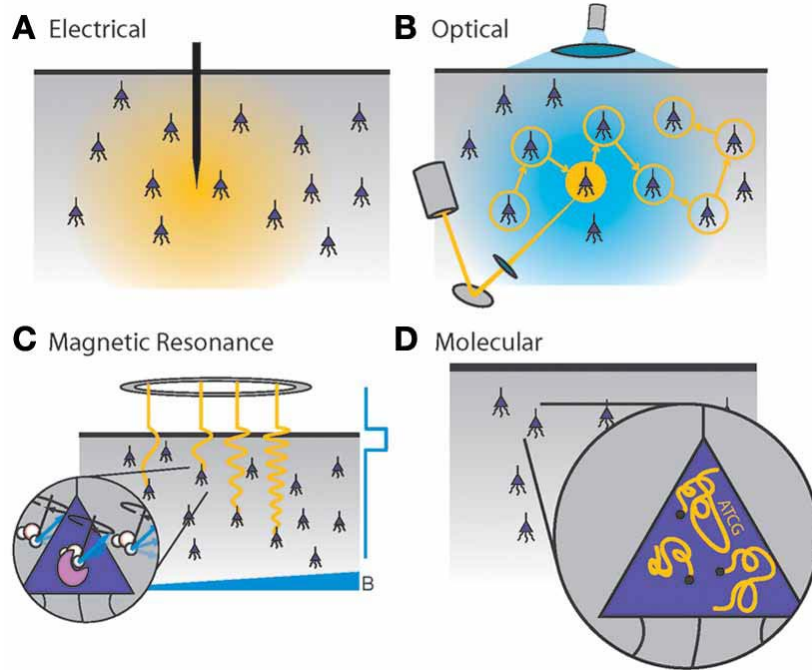 A Electrical
B Optical
C Magnetic Resonance
B
D Molecular
ATCG